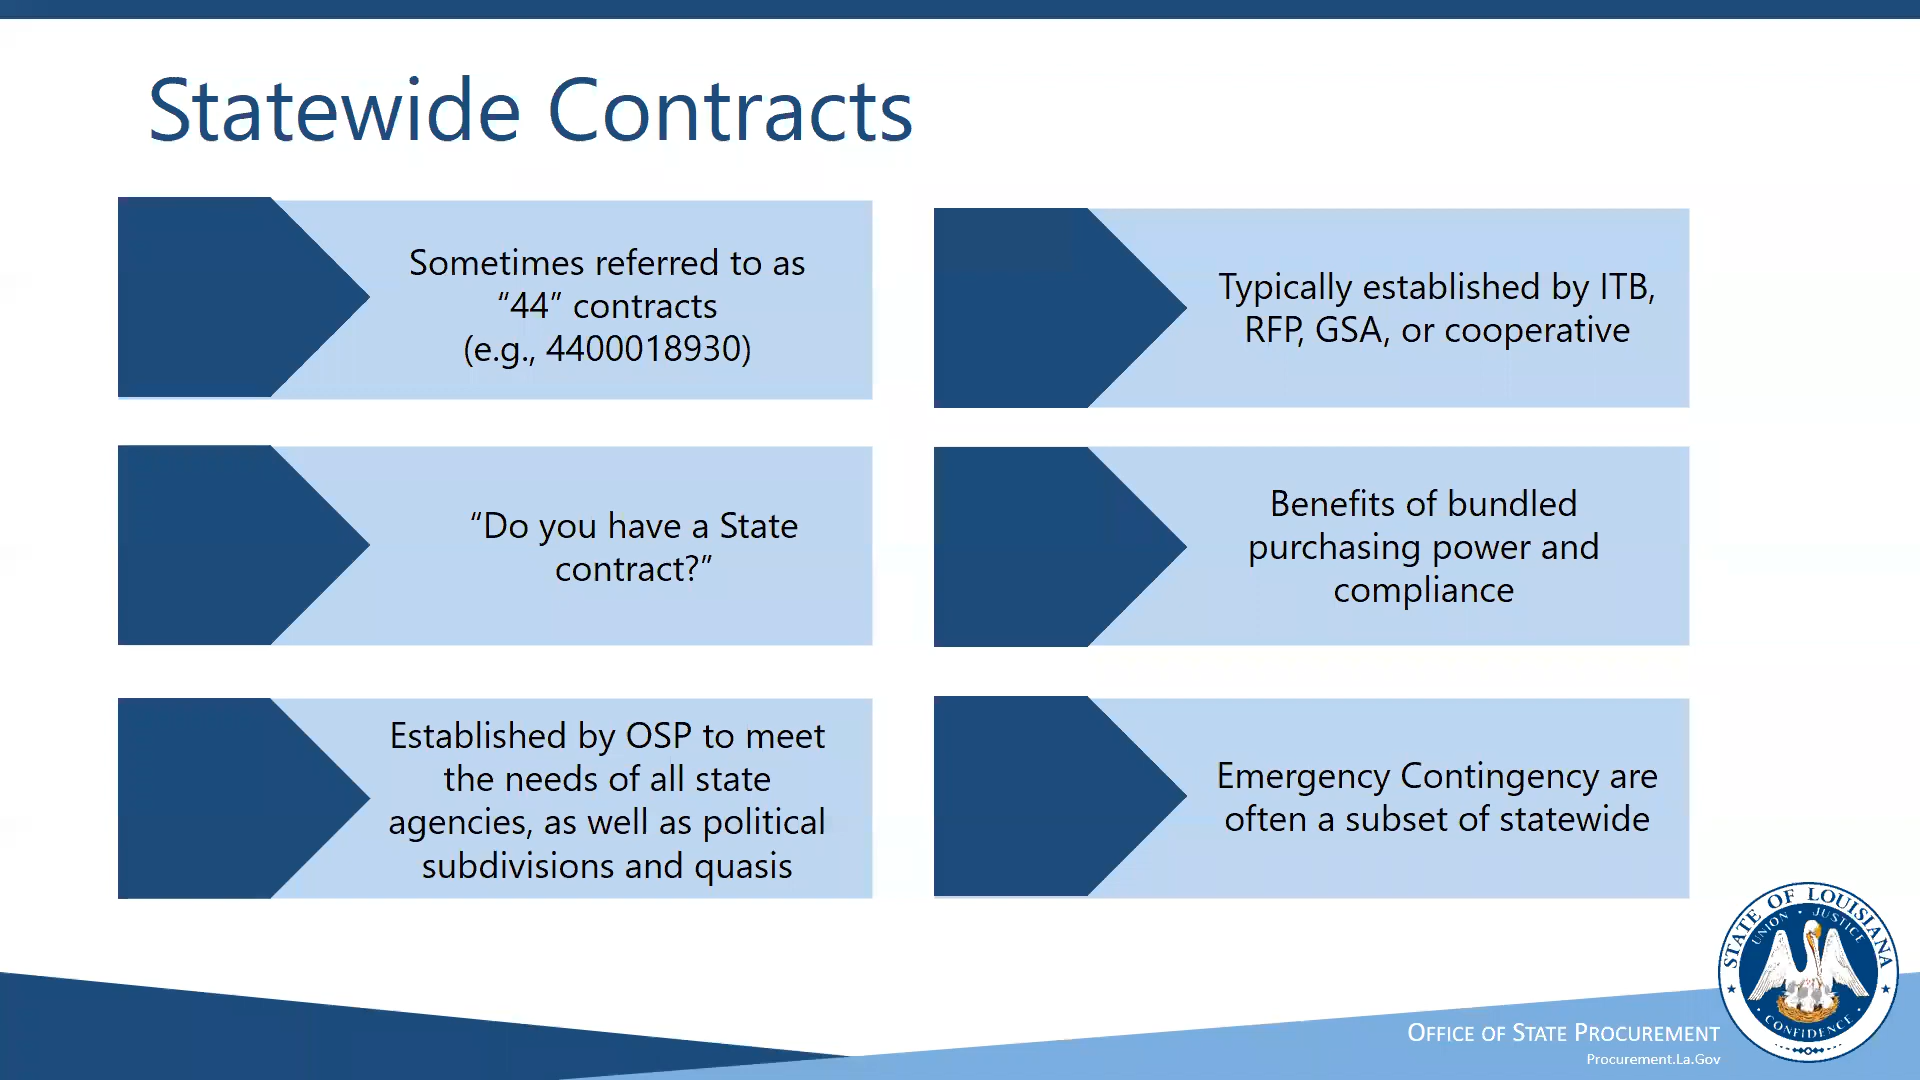 Statewide Contracts
Sometimes referred to as
“44” contracts
(e.g., 4400018930)
“Do you have a State
contract?”
Established by OSP to meet
the needs of all state
agencies, as well as political
subdivisions and quasis
Typically established by ITB,
RFP, GSA, or cooperative
Benefits of bundled
purchasing power and
compliance
Emergency Contingency are
often a subset of statewide
STATE OF LOUISIANA
UNION · JUSTICE
CONFIDENCE
OFFICE OF STATE PROCUREMENT
Procurement.La.Gov